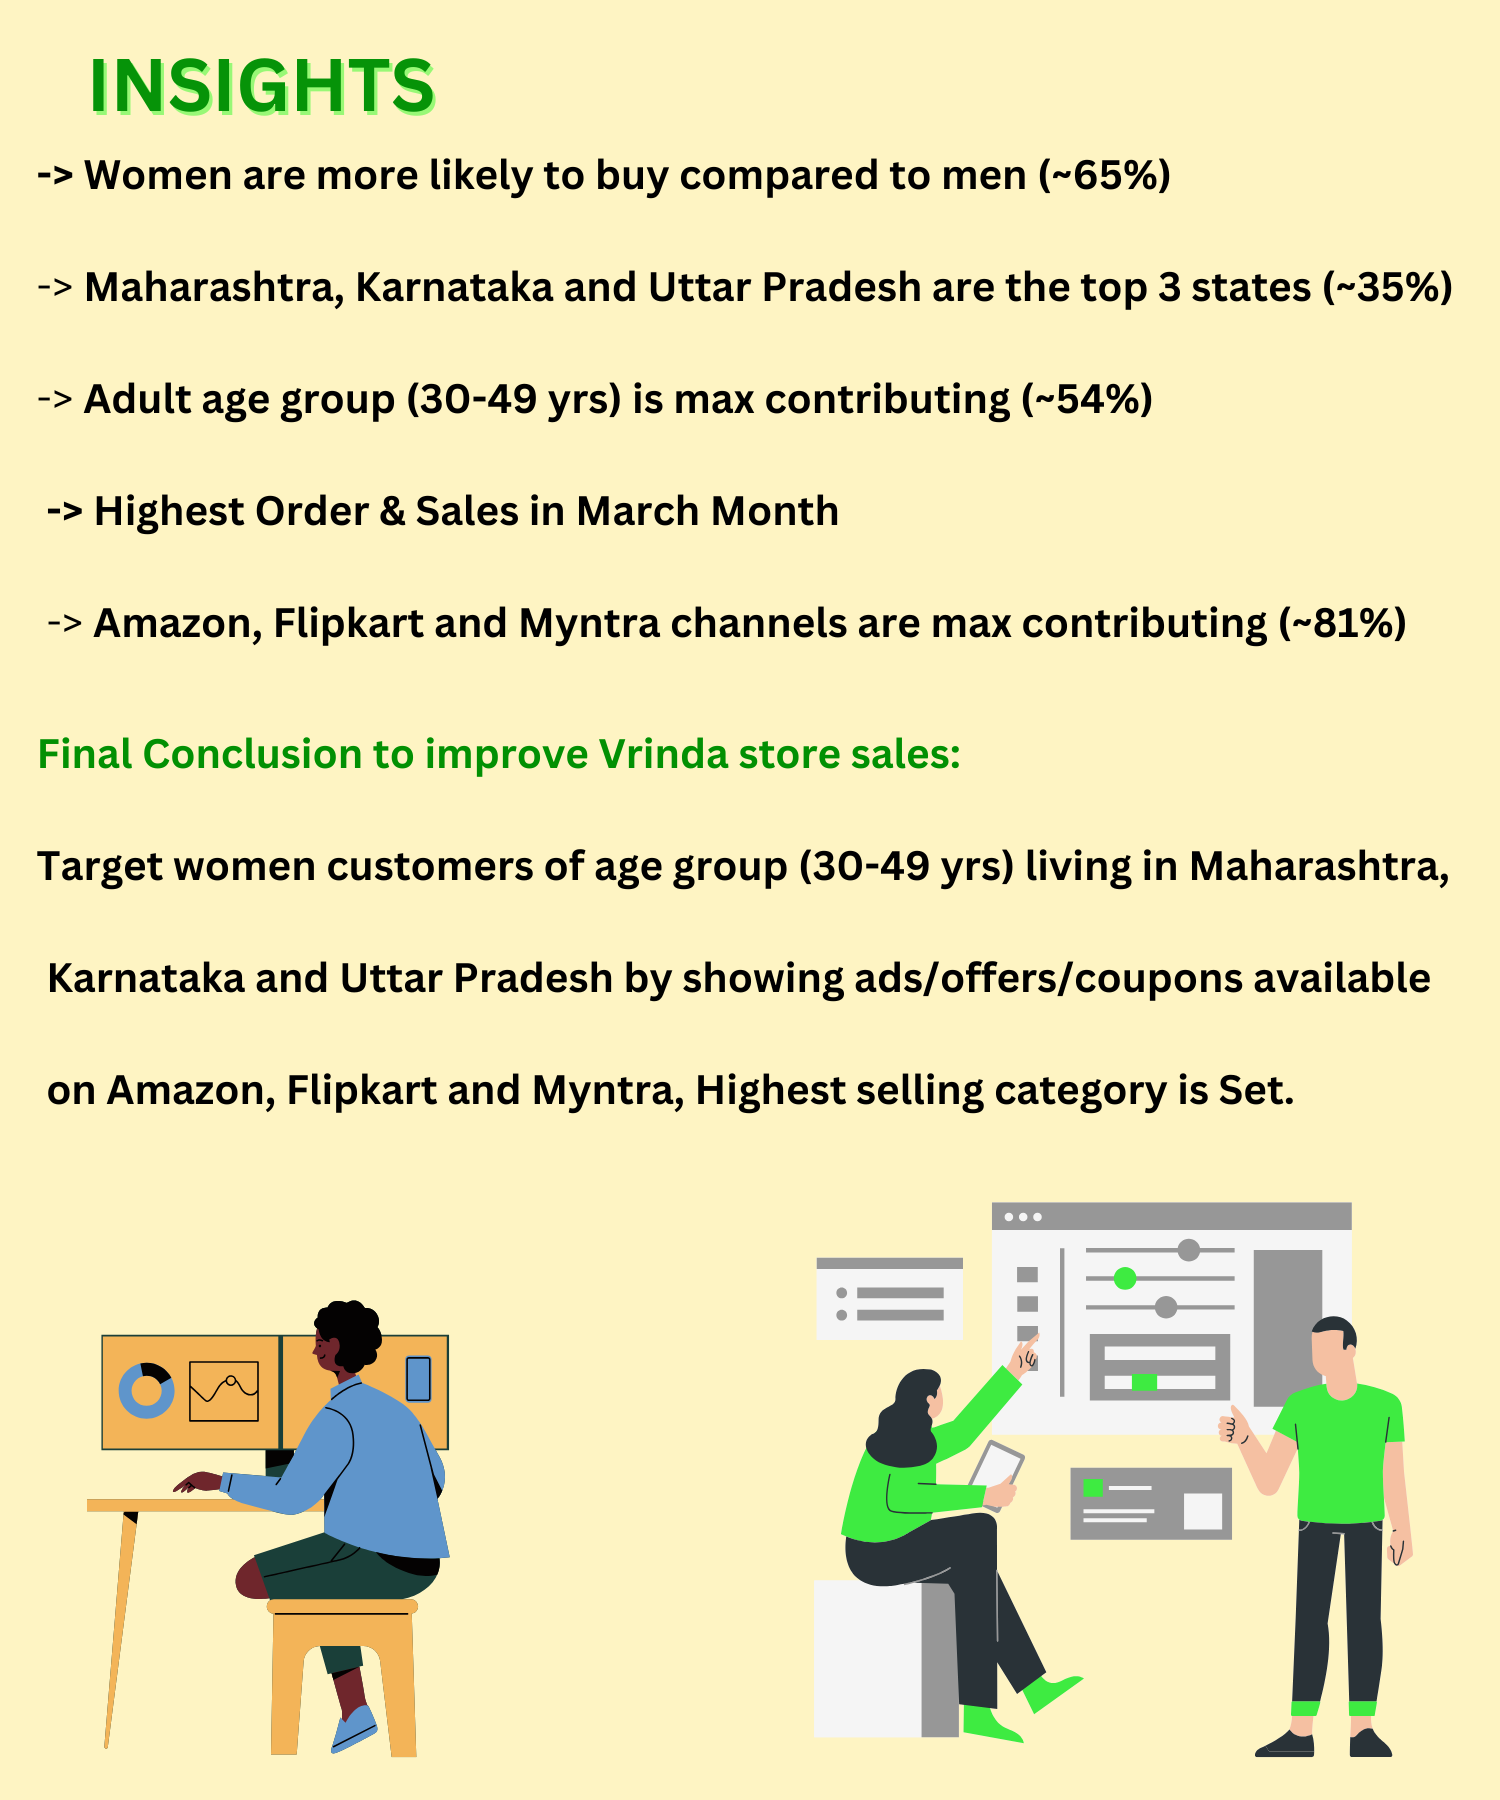 INSIGHTS
-> Women are more likely to buy compared to men (~65%)
-> Maharashtra, Karnataka and Uttar Pradesh are the top 3 states (~35%)
-> Adult age group (30-49 yrs) is max contributing (~54%)
-> Highest Order & Sales in March Month
-> Amazon, Flipkart and Myntra channels are max contributing (~81%)
Final Conclusion to improve Vrinda store sales:
Target women customers of age group (30-49 yrs) living in Maharashtra,
Karnataka and Uttar Pradesh by showing ads/offers/coupons available
on Amazon, Flipkart and Myntra, Highest selling category is Set.